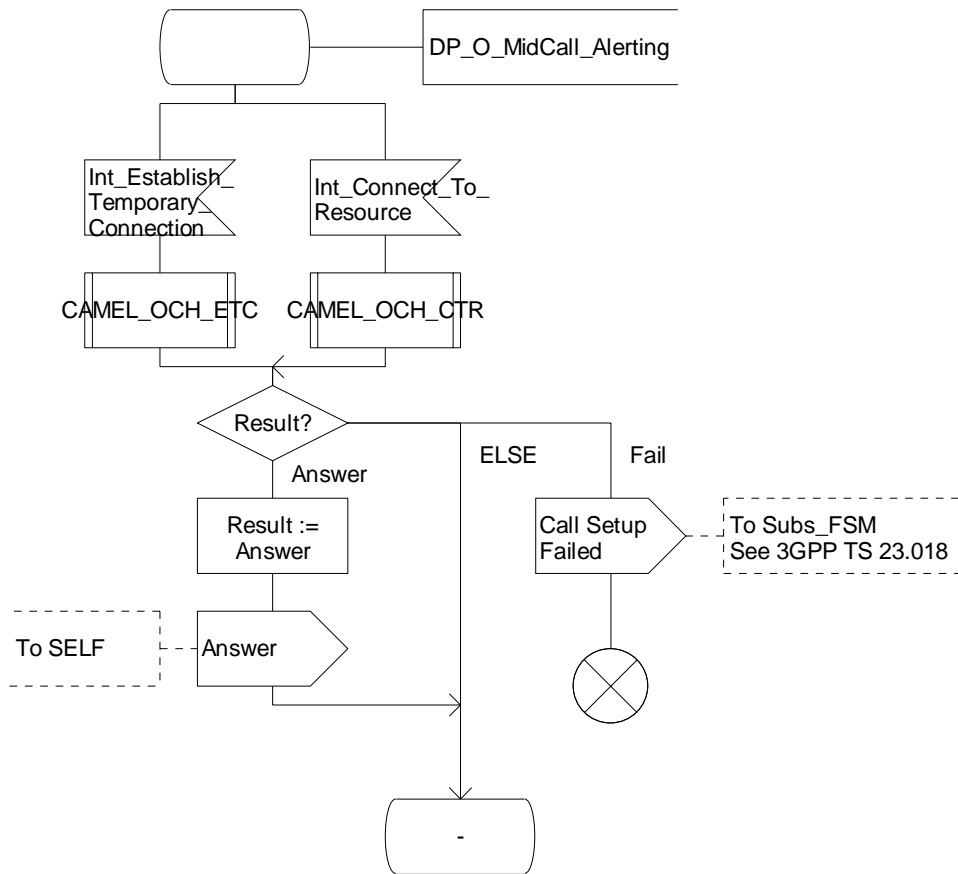 DP_O_MidCall_Alerting
Int_Establish_
Temporary_
Connection
Int_Connect_To_
Resource
CAMEL_OCH_ETC
CAMEL_OCH_CTR
Result?
ELSE
Fail
Answer
Result :=
Answer
Call Setup
Failed
To Subs_FSM
See 3GPP TS 23.018
To SELF
Answer
-